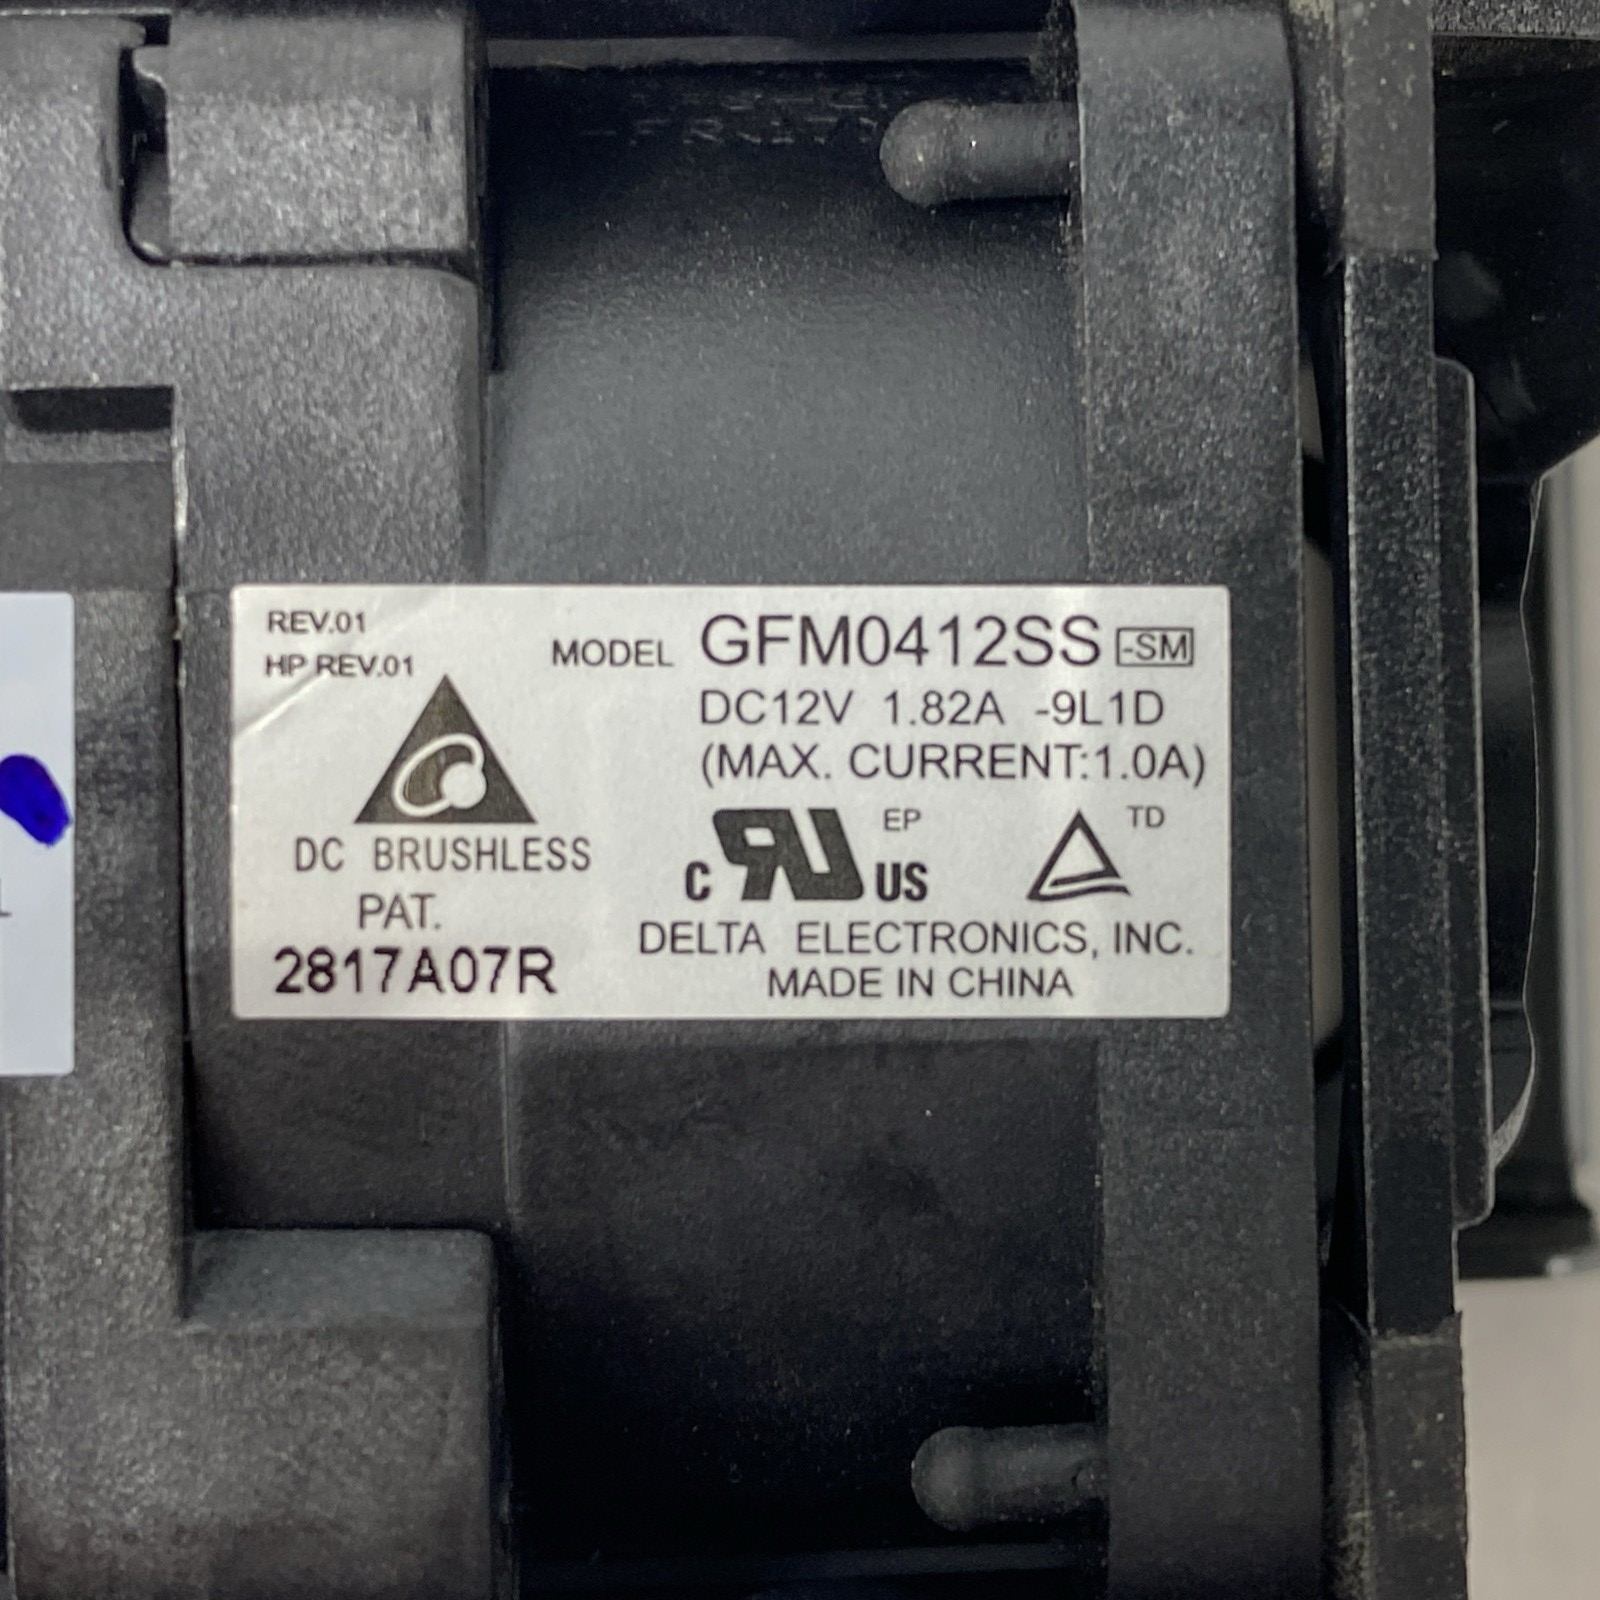 REV.01
HP REV.01
MODEL GFM0412SS -SM
DC12V 1.82A -9L1D
(MAX. CURRENT:1.0A)
DC BRUSHLESS
PAT.
2817A07R
C RU US EP
TD
DELTA ELECTRONICS, INC.
MADE IN CHINA